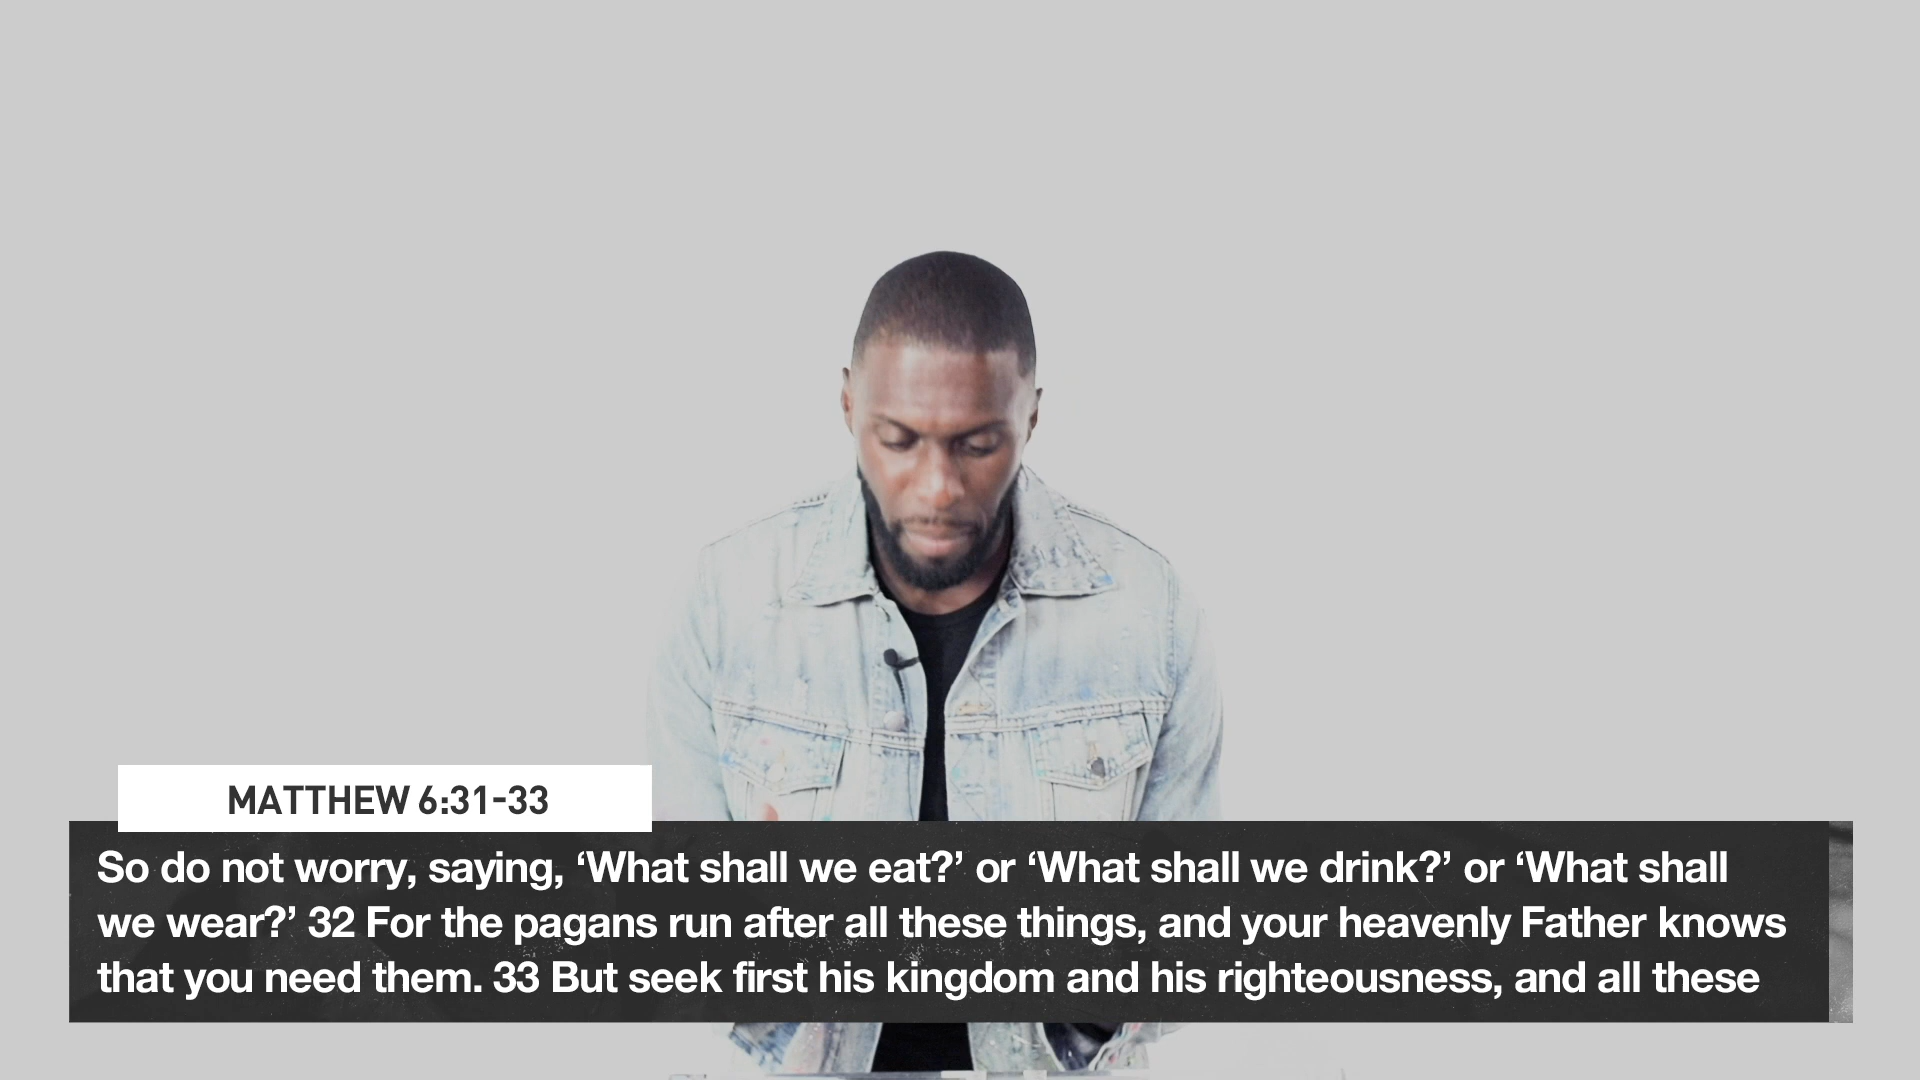 MATTHEW 6:31-33
So do not worry, saying, ‘What shall we eat?’ or ‘What shall we drink?’ or ‘What shall
we wear?’ 32 For the pagans run after all these things, and your heavenly Father knows
that you need them. 33 But seek first his kingdom and his righteousness, and all these